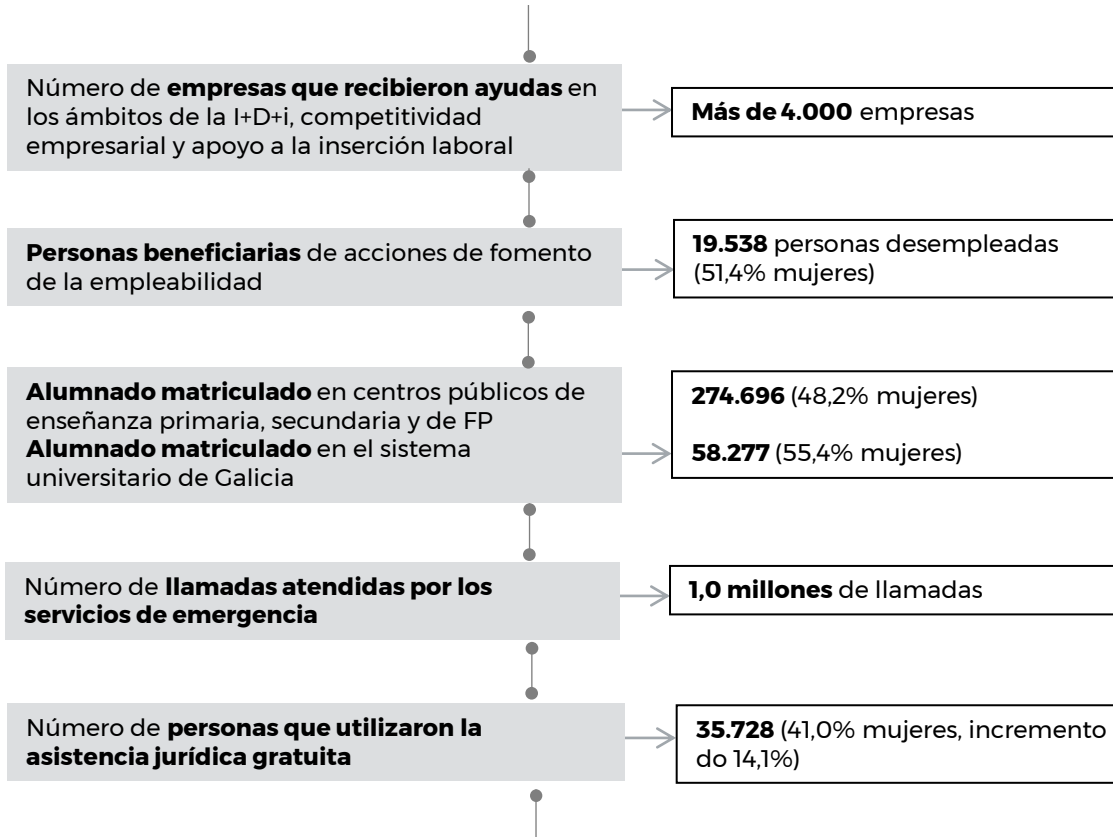 Número de empresas que recibieron ayudas en
los ámbitos de la I+D+i, competitividad
empresarial y apoyo a la inserción laboral
Más de 4.000 empresas
Personas beneficiarias de acciones de fomento
de la empleabilidad
19.538 personas desempleadas
(51,4% mujeres)
Alumnado matriculado en centros públicos de
enseñanza primaria, secundaria y de FP
Alumnado matriculado en el sistema
universitario de Galicia
274.696 (48,2% mujeres)
58.277 (55,4% mujeres)
Número de llamadas atendidas por los
servicios de emergencia
1,0 millones de llamadas
Número de personas que utilizaron la
asistencia jurídica gratuita
35.728 (41,0% mujeres, incremento
do 14,1%)